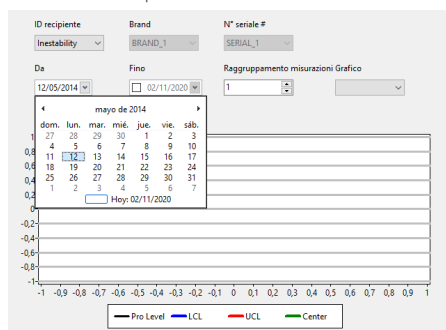 ID recipiente Brand N° seriale #
Inestability BRAND_1 SERIAL_1
Da Fino Raggruppamento misurazioni Grafico
12/05/2014 02/11/2020 1
mayo de 2014
dom. lun. mar. mié. jue. vie. sáb.
27 28 29 30 1 2 3
4 5 6 7 8 9 10
11 12 13 14 15 16 17
18 19 20 21 22 23 24
25 26 27 28 29 30 31
1 2 3 4 5 6 7
Hoy: 02/11/2020
1
0,8
0,6
0,4
0,2
0
-0,2
-0,4
-0,6
-0,8
-1
-1 -0,9 -0,8 -0,7 -0,6 -0,5 -0,4 -0,3 -0,2 -0,1 0 0,1 0,2 0,3 0,4 0,5 0,6 0,7 0,8 0,9 1
Pro Level LCL UCL Center